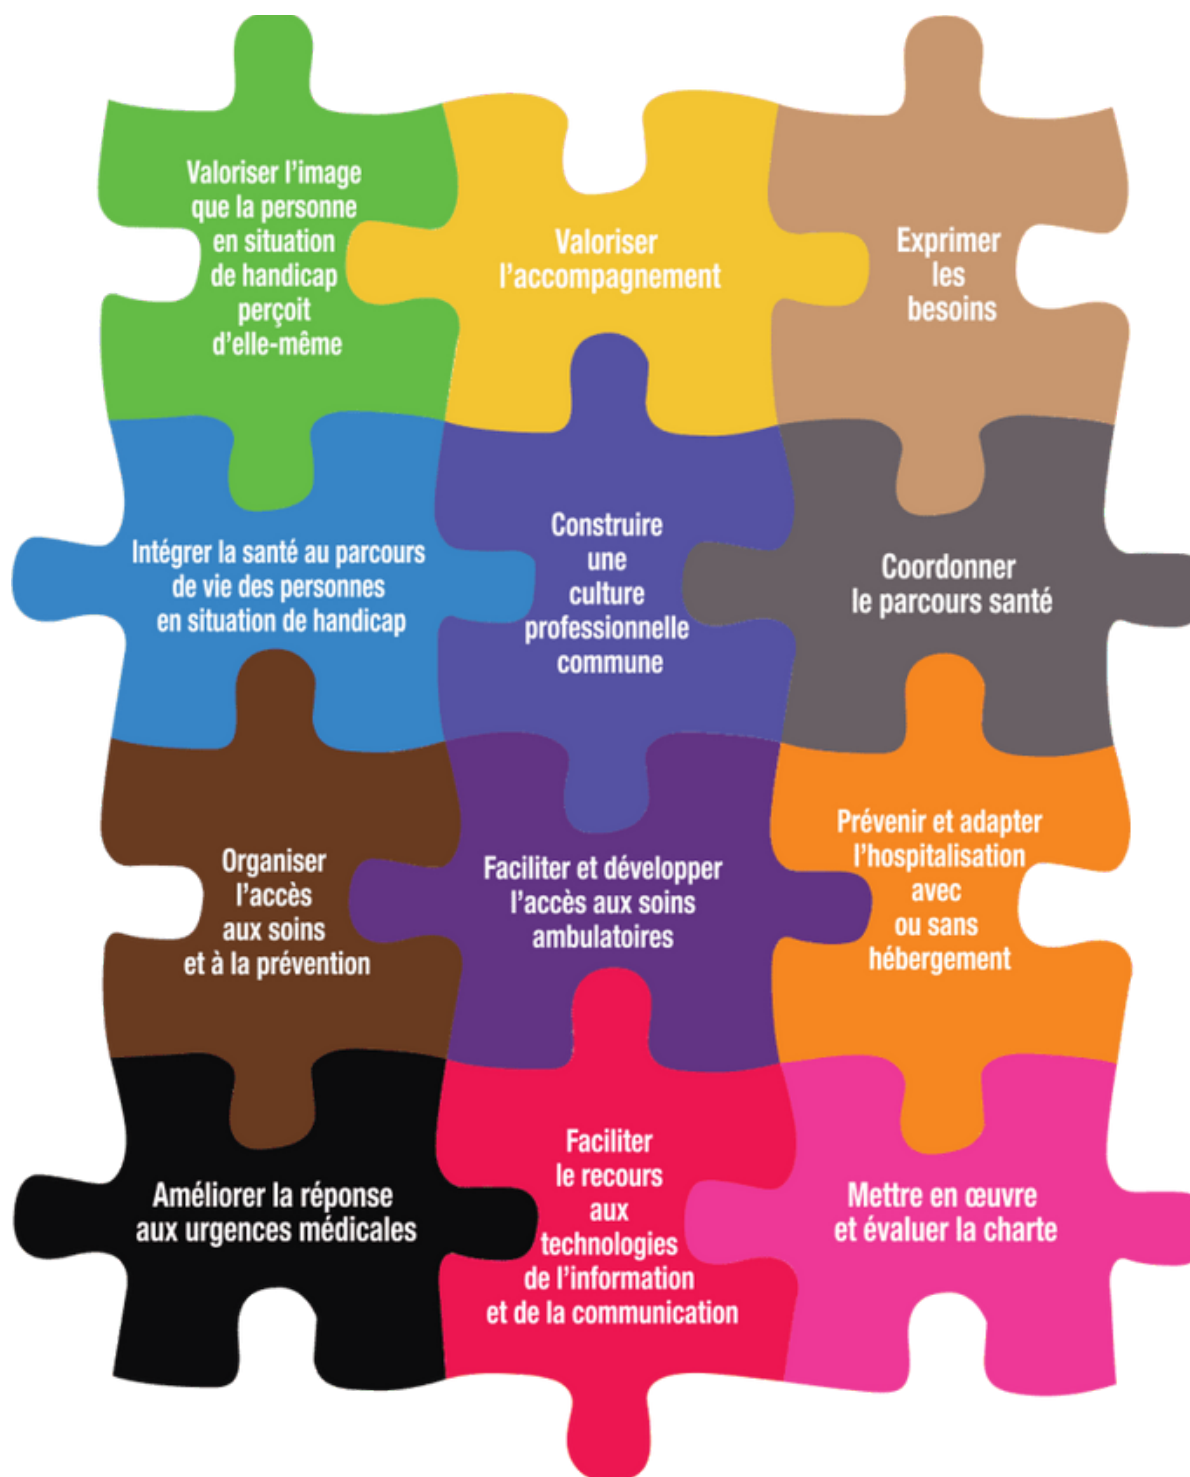 Valoriser l'image
que la personne
en situation
de handicap
perçoit
d'elle-même
Valoriser
l'accompagnement
Exprimer
les
besoins
Intégrer la santé au parcours
de vie des personnes
en situation de handicap
Construire
une
culture
professionnelle
commune
Coordonner
le parcours santé
Organiser
l'accès
aux soins
et à la prévention
Faciliter et développer
l'accès aux soins
ambulatoires
Prévenir et adapter
l'hospitalisation
avec
ou sans
hébergement
Améliorer la réponse
aux urgences médicales
Faciliter
le recours
aux
technologies
de l'information
et de la communication
Mettre en œuvre
et évaluer la charte